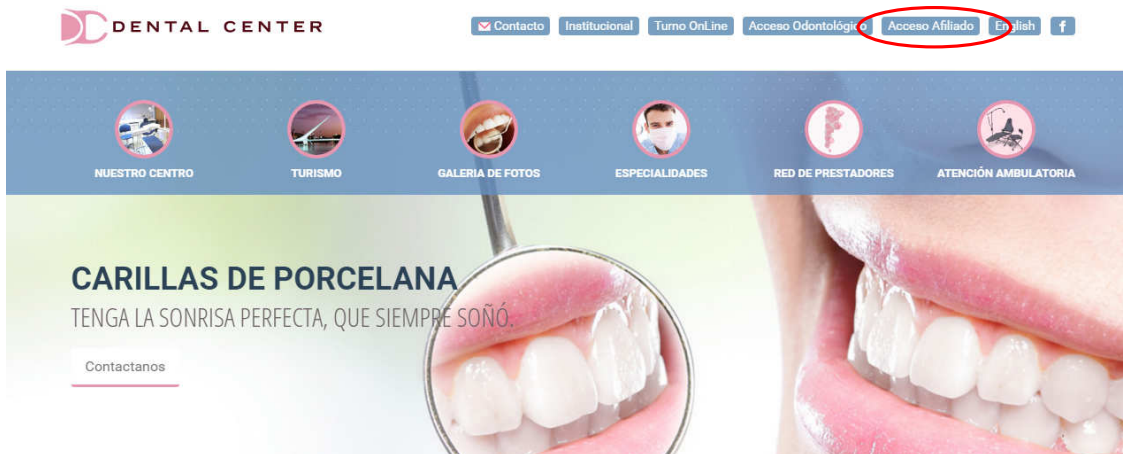 DENTAL CENTER
Contacto Institucional Turno OnLine Acceso Odontológico Acceso Afiliado English f
NUESTRO CENTRO TURISMO GALERIA DE FOTOS ESPECIALIDADES RED DE PRESTADORES ATENCIÓN AMBULATORIA
CARILLAS DE PORCELANA
TENGA LA SONRISA PERFECTA, QUE SIEMPRE SOÑÓ.
Contactanos